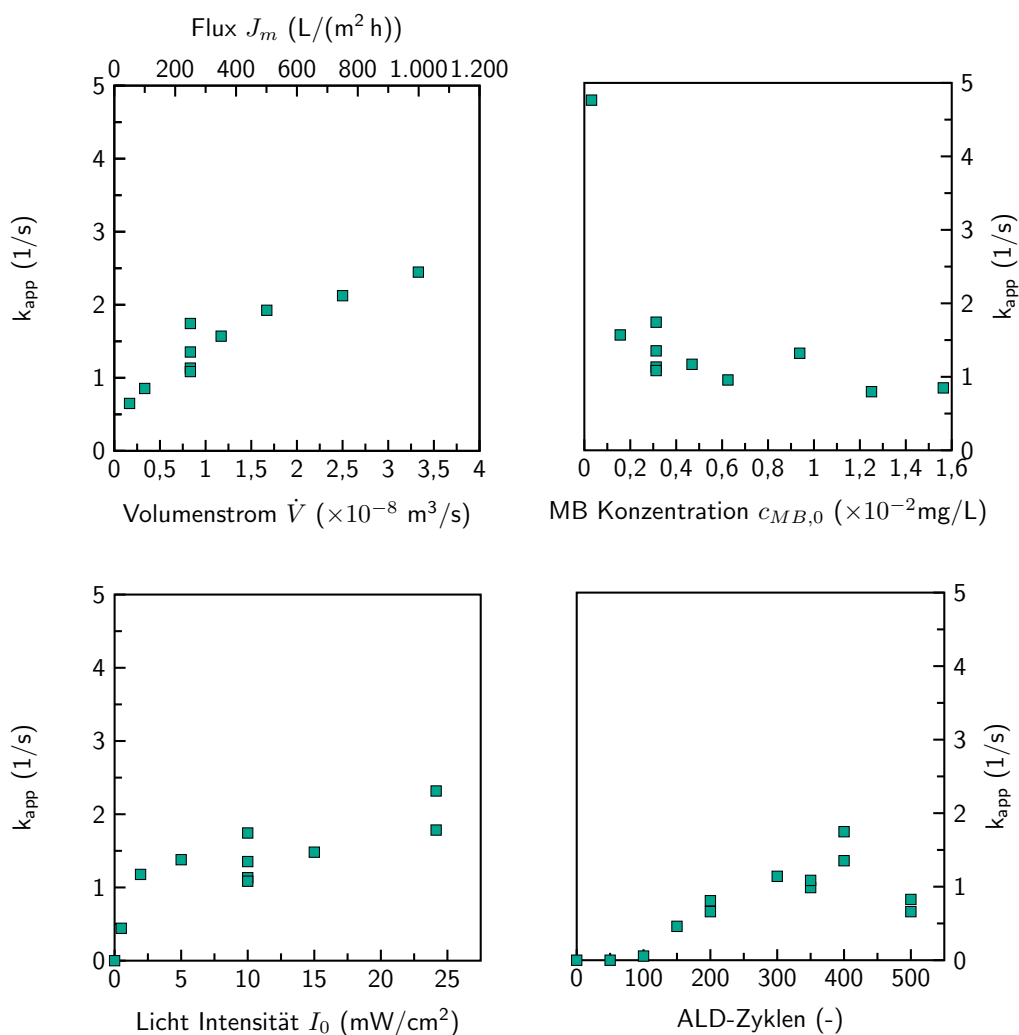 Flux J_m (L/(m² h))
0 250 500 750 1.000 1.200
5
4
3
2
1
0
k_app (1/s)
0 0,5 1 1,5 2 2,5 3 3,5 4
Volumenstrom V̇ (×10⁻⁸ m³/s)
5
4
3
2
1
0
k_app (1/s)
0 0,2 0,4 0,6 0,8 1 1,2 1,4 1,6
MB Konzentration c_MB,0 (×10⁻²mg/L)
5
4
3
2
1
0
k_app (1/s)
0 5 10 15 20 25
Licht Intensität I₀ (mW/cm²)
5
4
3
2
1
0
k_app (1/s)
0 100 200 300 400 500
ALD-Zyklen (-)